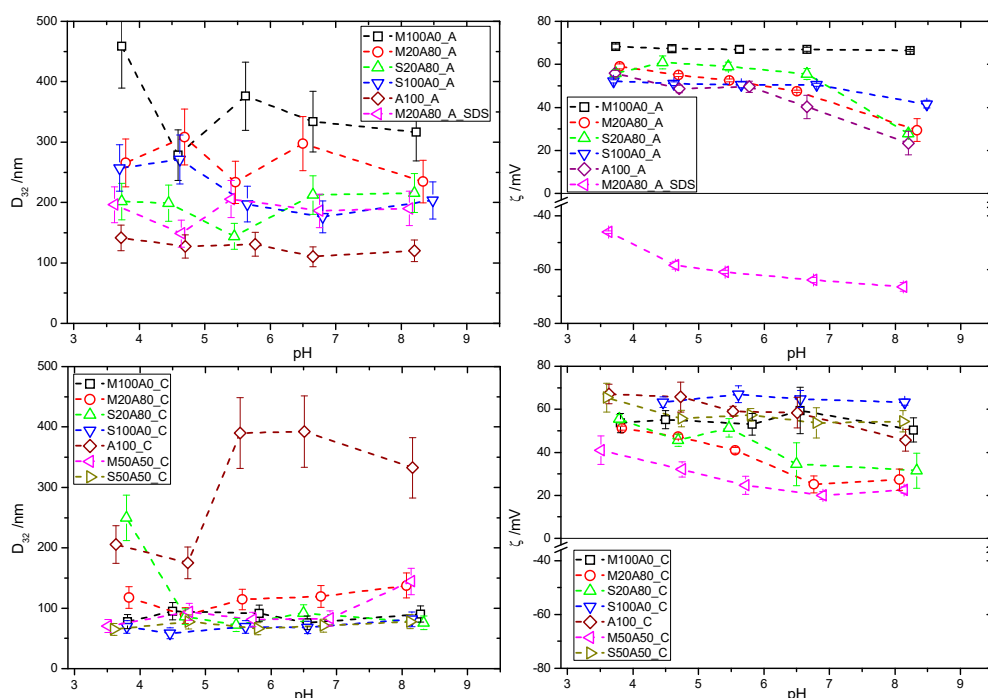 500
400
300
200
100
0
D32 /nm
3 4 5 6 7 8 9
pH
M100A0_A
M20A80_A
S20A80_A
S100A0_A
A100_A
M20A80_A_SDS
80
60
40
20
0
-40
-60
-80
ζ /mV
3 4 5 6 7 8 9
pH
M100A0_A
M20A80_A
S20A80_A
S100A0_A
A100_A
M20A80_A_SDS
500
400
300
200
100
0
D32 /nm
3 4 5 6 7 8 9
pH
M100A0_C
M20A80_C
S20A80_C
S100A0_C
A100_C
M50A50_C
S50A50_C
80
60
40
20
0
-40
-60
-80
ζ /mV
3 4 5 6 7 8 9
pH
M100A0_C
M20A80_C
S20A80_C
S100A0_C
A100_C
M50A50_C
S50A50_C